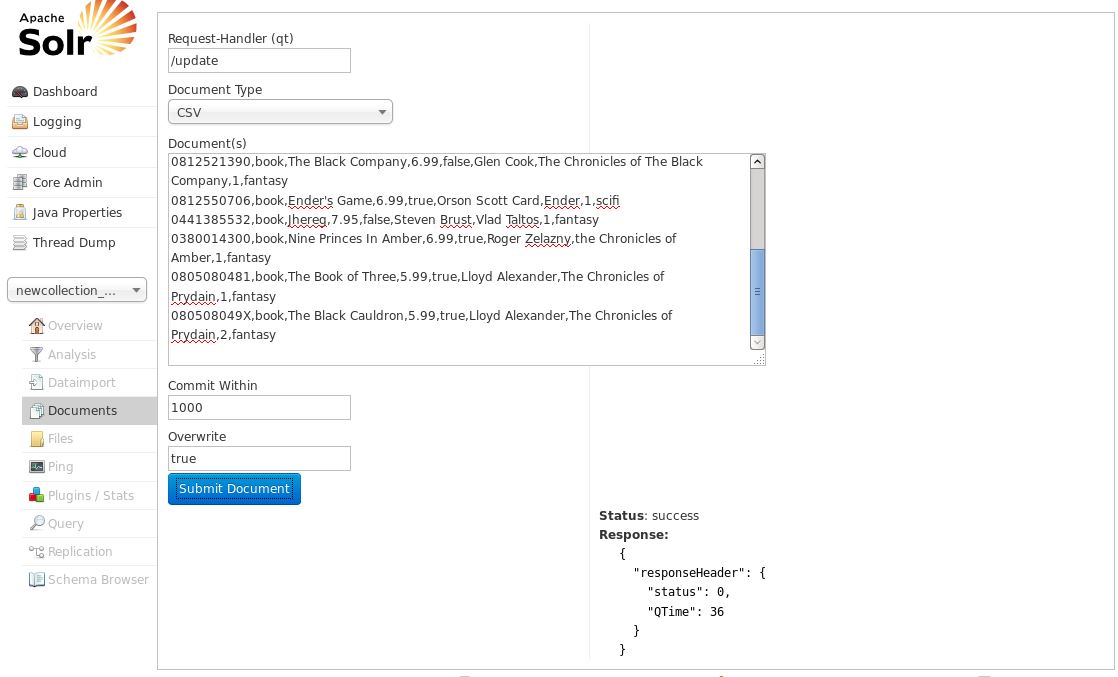 Apache
Solr
Dashboard
Logging
Cloud
Core Admin
Java Properties
Thread Dump
newcollection_...
Overview
Analysis
Dataimport
Documents
Files
Ping
Plugins / Stats
Query
Replication
Schema Browser
Request-Handler (qt)
/update
Document Type
CSV
Document(s)
0812521390,book,The Black Company,6.99,false,Glen Cook,The Chronicles of The Black
Company,1,fantasy
0812550706,book,Ender's Game,6.99,true,Orson Scott Card,Ender,1,scifi
0441385532,book,Jhereg,7.95,false,Steven Brust,Vlad Taltos,1,fantasy
0380014300,book,Nine Princes In Amber,6.99,true,Roger Zelazny,the Chronicles of
Amber,1,fantasy
0805080481,book,The Book of Three,5.99,true,Lloyd Alexander,The Chronicles of
Prydain,1,fantasy
080508049X,book,The Black Cauldron,5.99,true,Lloyd Alexander,The Chronicles of
Prydain,2,fantasy
Commit Within
1000
Overwrite
true
Submit Document
Status: success
Response:
{
"responseHeader": {
"status": 0,
"QTime": 36
}
}